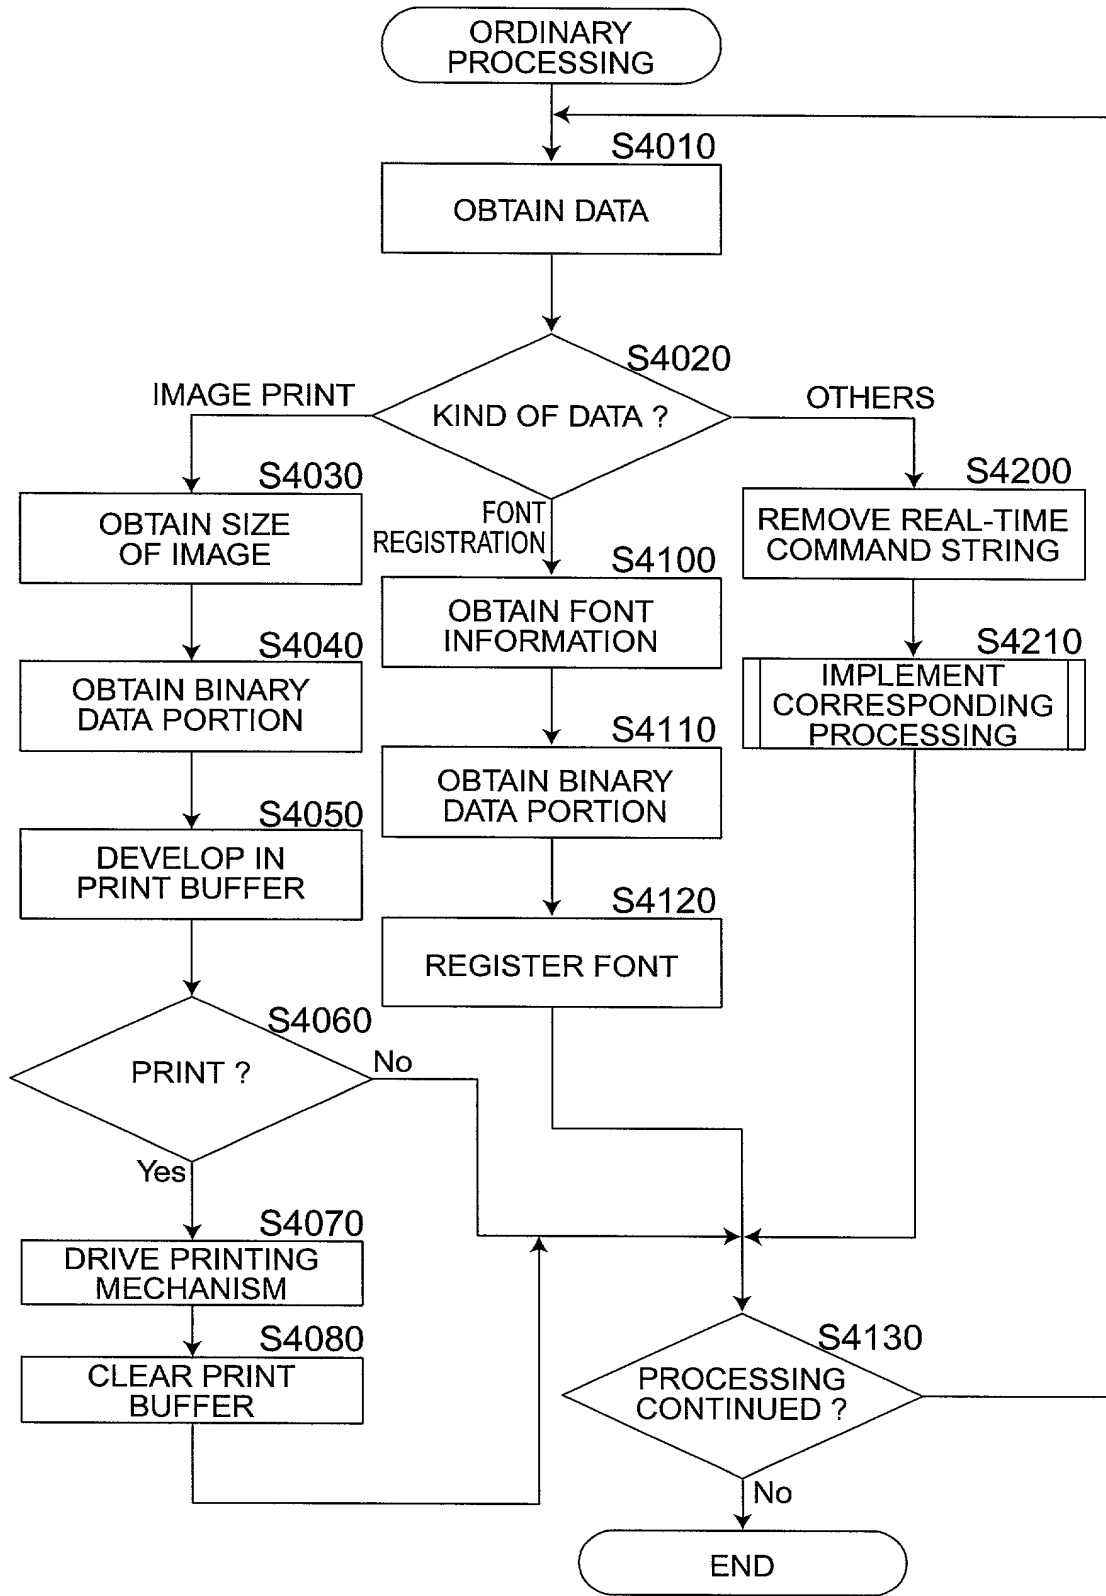 ORDINARY
PROCESSING
S4010
OBTAIN DATA
S4020
KIND OF DATA ?
IMAGE PRINT
OTHERS
FONT
REGISTRATION
S4030
OBTAIN SIZE
OF IMAGE
S4040
OBTAIN BINARY
DATA PORTION
S4050
DEVELOP IN
PRINT BUFFER
S4060
PRINT ?
No
Yes
S4070
DRIVE PRINTING
MECHANISM
S4080
CLEAR PRINT
BUFFER
S4100
OBTAIN FONT
INFORMATION
S4110
OBTAIN BINARY
DATA PORTION
S4120
REGISTER FONT
S4200
REMOVE REAL-TIME
COMMAND STRING
S4210
IMPLEMENT
CORRESPONDING
PROCESSING
S4130
PROCESSING
CONTINUED ?
No
END